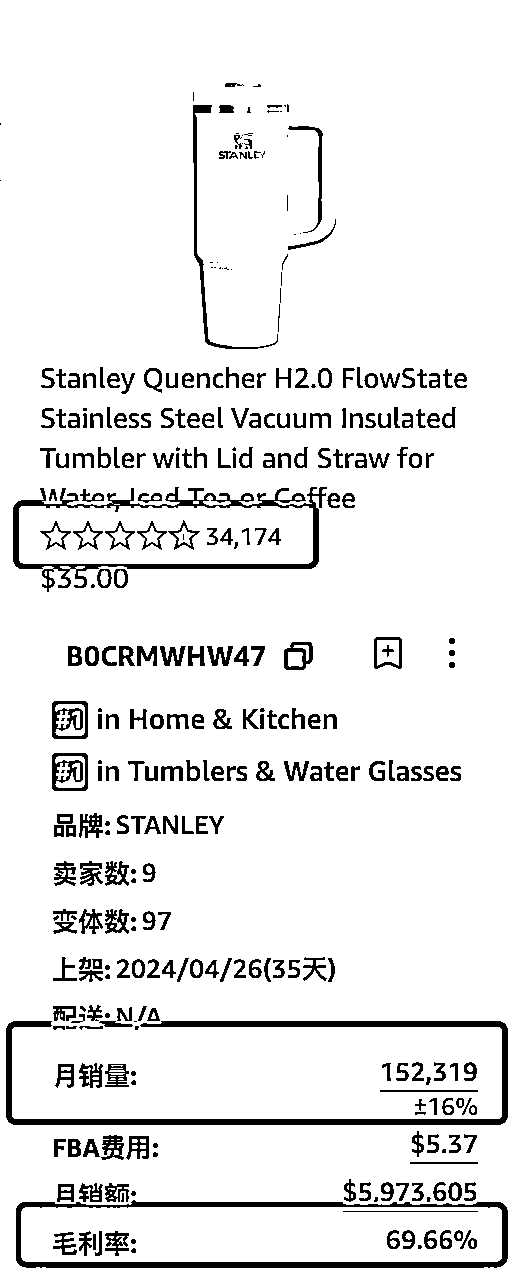 STANLEY
Stanley Quencher H2.0 FlowState
Stainless Steel Vacuum Insulated
Tumbler with Lid and Straw for
Water, Iced Tea or Coffee
34,174
$35.00
B0CRMWHW47
in Home & Kitchen
in Tumblers & Water Glasses
品牌: STANLEY
卖家数: 9
变体数: 97
上架: 2024/04/26(35天)
配送: N/A
月销量: 152,319
±16%
FBA费用: $5.37
月销额: $5,973,605
毛利率: 69.66%